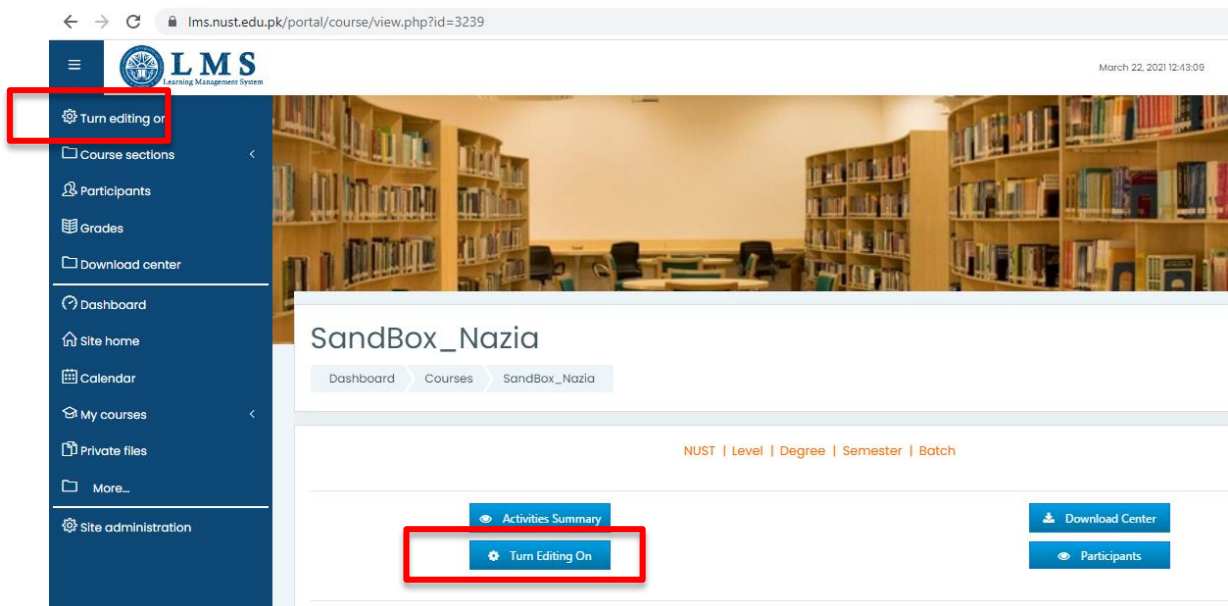 lms.nust.edu.pk/portal/course/view.php?id=3239
LMS
Learning Management System
March 22, 2021 12:43:09
Turn editing on
Course sections
Participants
Grades
Download center
Dashboard
Site home
Calendar
My courses
Private files
More...
Site administration
SandBox_Nazia
Dashboard Courses SandBox_Nazia
NUST | Level | Degree | Semester | Batch
Activities Summary
Download Center
Turn Editing On
Participants